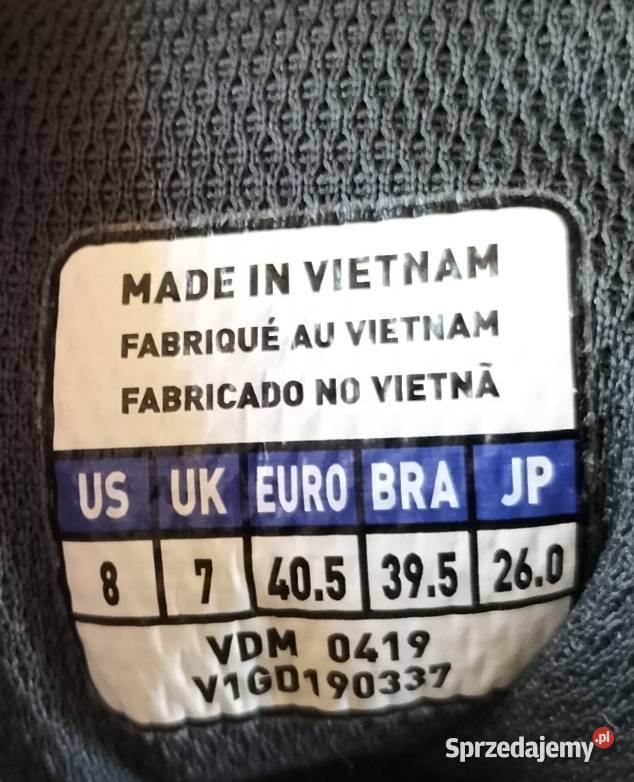 MADE IN VIETNAM
FABRIQUÉ AU VIETNAM
FABRICADO NO VIETNÃ
US UK EURO BRA JP
8 7 40.5 39.5 26.0
VDM 0419
V1GD190337
Sprzedajemy.pl